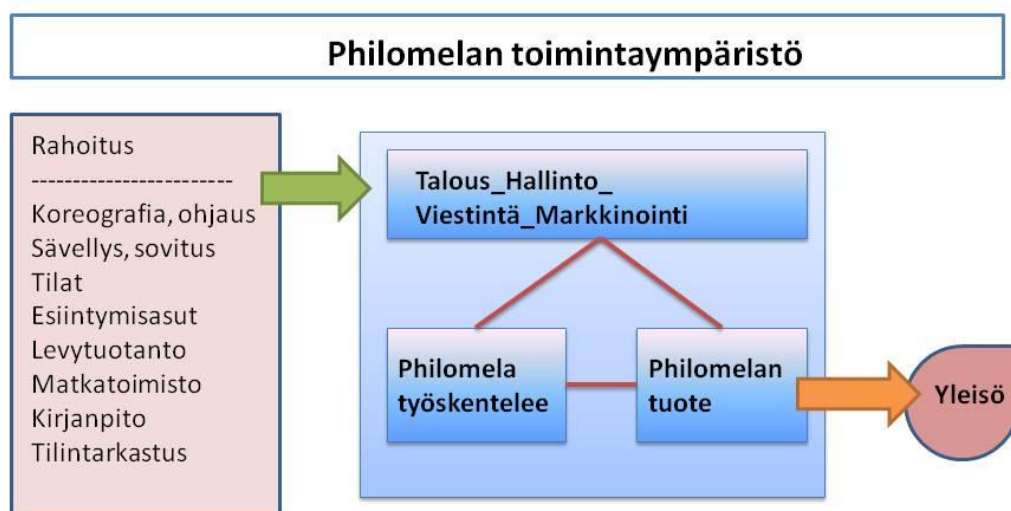 Philomelan toimintaympäristö
Rahoitus
------------------------
Koreografia, ohjaus
Sävellys, sovitus
Tilat
Esiintymisasut
Levytuotanto
Matkatoimisto
Kirjanpito
Tilintarkastus
Talous_Hallinto_
Viestintä_Markkinointi
Philomela
työskentelee
Philomelan
tuote
Yleisö